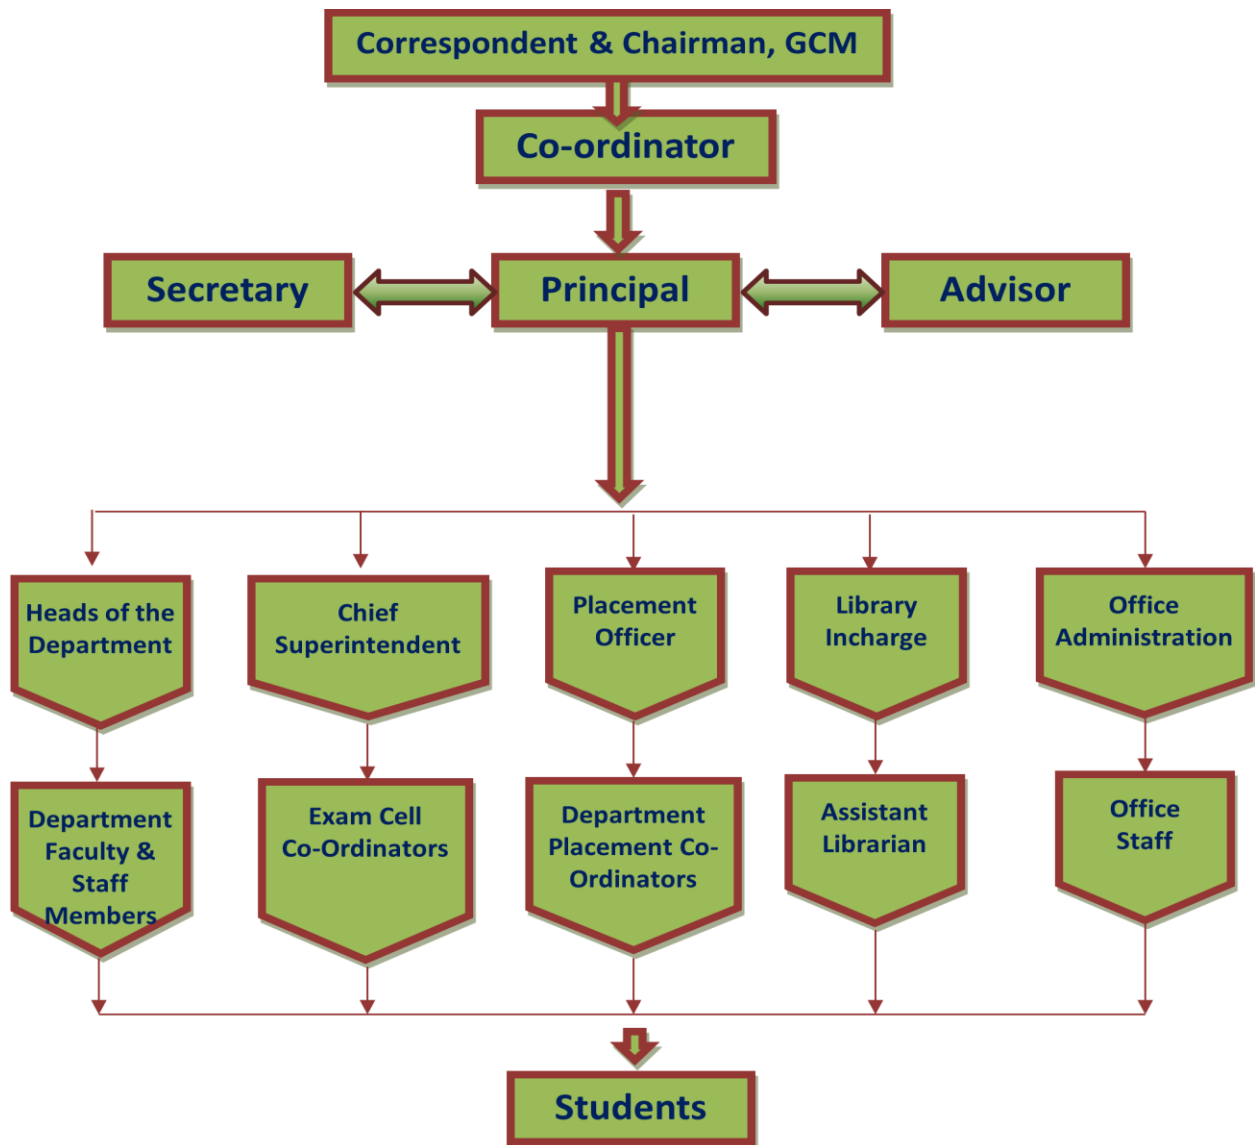 Correspondent & Chairman, GCM
Co-ordinator
Secretary
Principal
Advisor
Heads of the
Department
Chief
Superintendent
Placement
Officer
Library
Incharge
Office
Administration
Department
Faculty &
Staff
Members
Exam Cell
Co-Ordinators
Department
Placement Co-
Ordinators
Assistant
Librarian
Office
Staff
Students